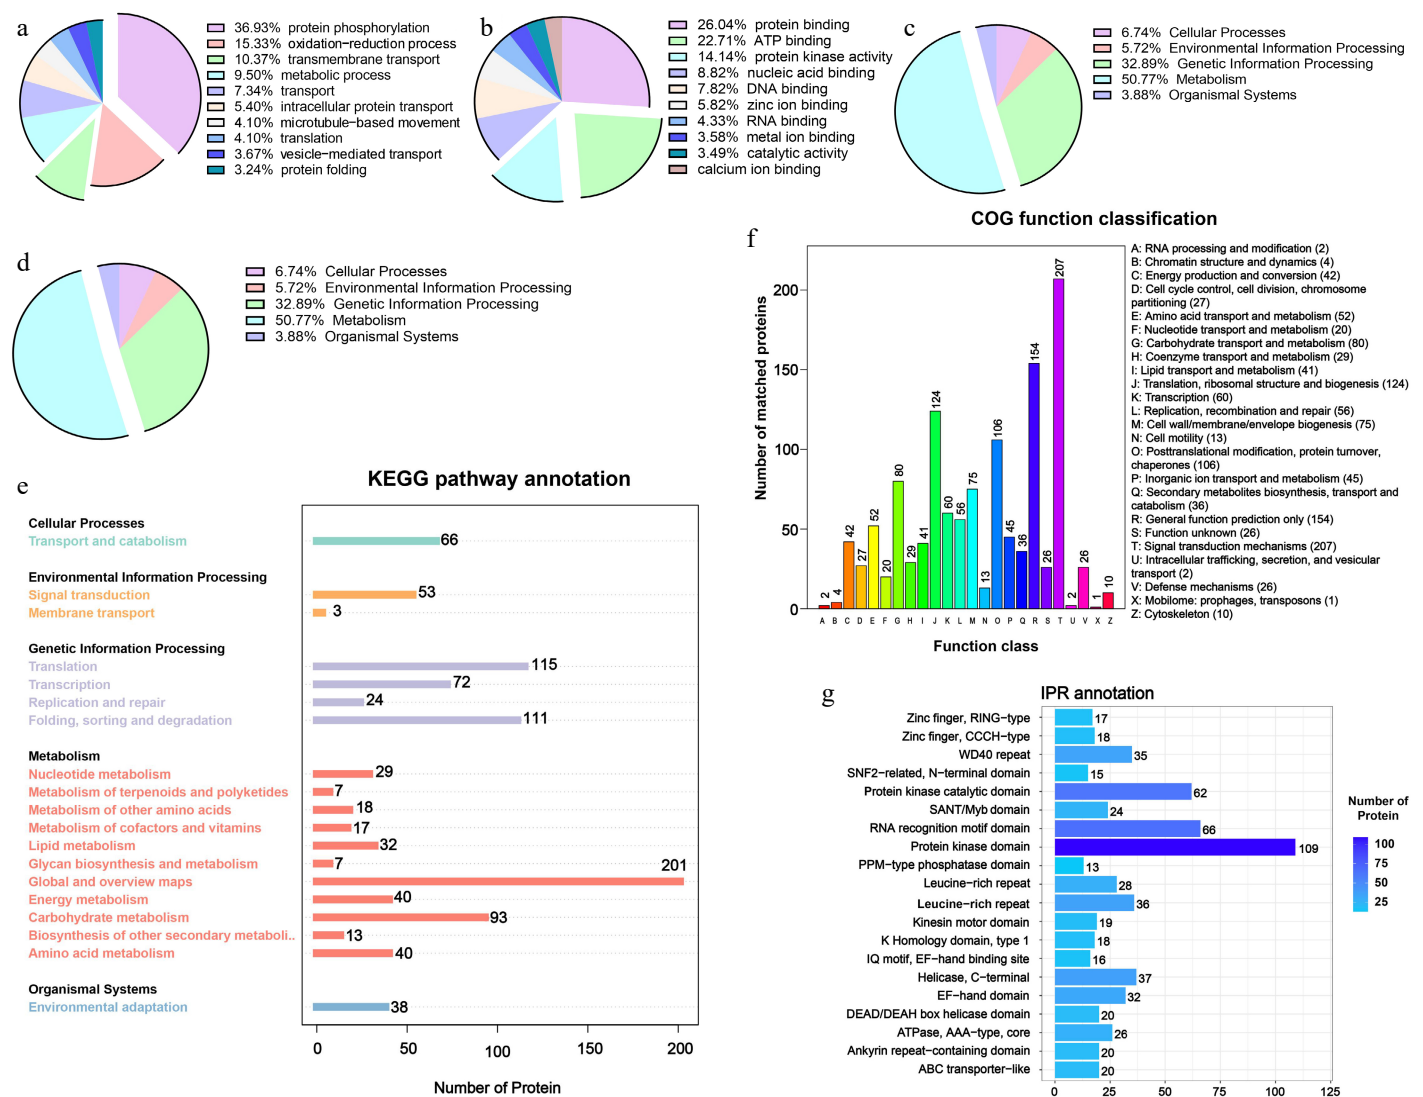 a
36.93% protein phosphorylation
15.33% oxidation−reduction process
10.37% transmembrane transport
9.50% metabolic process
7.34% transport
5.40% intracellular protein transport
4.10% microtubule−based movement
4.10% translation
3.67% vesicle−mediated transport
3.24% protein folding
b
26.04% protein binding
22.71% ATP binding
14.14% protein kinase activity
8.82% nucleic acid binding
7.82% DNA binding
5.82% zinc ion binding
4.33% RNA binding
3.58% metal ion binding
3.49% catalytic activity
calcium ion binding
c
6.74% Cellular Processes
5.72% Environmental Information Processing
32.89% Genetic Information Processing
50.77% Metabolism
3.88% Organismal Systems
d
6.74% Cellular Processes
5.72% Environmental Information Processing
32.89% Genetic Information Processing
50.77% Metabolism
3.88% Organismal Systems
e
KEGG pathway annotation
Cellular Processes
Transport and catabolism 66
Environmental Information Processing
Signal transduction 53
Membrane transport 3
Genetic Information Processing
Translation 115
Transcription 72
Replication and repair 24
Folding, sorting and degradation 111
Metabolism
Nucleotide metabolism 29
Metabolism of terpenoids and polyketides 7
Metabolism of other amino acids 18
Metabolism of cofactors and vitamins 17
Lipid metabolism 32
Glycan biosynthesis and metabolism 7
Global and overview maps 201
Energy metabolism 40
Carbohydrate metabolism 93
Biosynthesis of other secondary metaboli.. 13
Amino acid metabolism 40
Organismal Systems
Environmental adaptation 38
0 50 100 150 200
Number of Protein
f
COG function classification
Number of matched proteins
200
150
100
50
0
2 4 42 27 52 20 80 29 41 124 60 56 75 13 106 45 36 154 26 207 2 26 1 10
A B C D E F G H I J K L M N O P Q R S T U V X Z
Function class
A: RNA processing and modification (2)
B: Chromatin structure and dynamics (4)
C: Energy production and conversion (42)
D: Cell cycle control, cell division, chromosome
partitioning (27)
E: Amino acid transport and metabolism (52)
F: Nucleotide transport and metabolism (20)
G: Carbohydrate transport and metabolism (80)
H: Coenzyme transport and metabolism (29)
I: Lipid transport and metabolism (41)
J: Translation, ribosomal structure and biogenesis (124)
K: Transcription (60)
L: Replication, recombination and repair (56)
M: Cell wall/membrane/envelope biogenesis (75)
N: Cell motility (13)
O: Posttranslational modification, protein turnover,
chaperones (106)
P: Inorganic ion transport and metabolism (45)
Q: Secondary metabolites biosynthesis, transport and
catabolism (36)
R: General function prediction only (154)
S: Function unknown (26)
T: Signal transduction mechanisms (207)
U: Intracellular trafficking, secretion, and vesicular
transport (2)
V: Defense mechanisms (26)
X: Mobilome: prophages, transposons (1)
Z: Cytoskeleton (10)
g
IPR annotation
Zinc finger, RING−type 17
Zinc finger, CCCH−type 18
WD40 repeat 35
SNF2−related, N−terminal domain 15
Protein kinase catalytic domain 62
SANT/Myb domain 24
RNA recognition motif domain 66
Protein kinase domain 109
PPM−type phosphatase domain 13
Leucine−rich repeat 28
Leucine−rich repeat 36
Kinesin motor domain 19
K Homology domain, type 1 18
IQ motif, EF−hand binding site 16
Helicase, C−terminal 37
EF−hand domain 32
DEAD/DEAH box helicase domain 20
ATPase, AAA−type, core 26
Ankyrin repeat−containing domain 20
ABC transporter−like 20
0 25 50 75 100 125
Number of
Protein
100
75
50
25